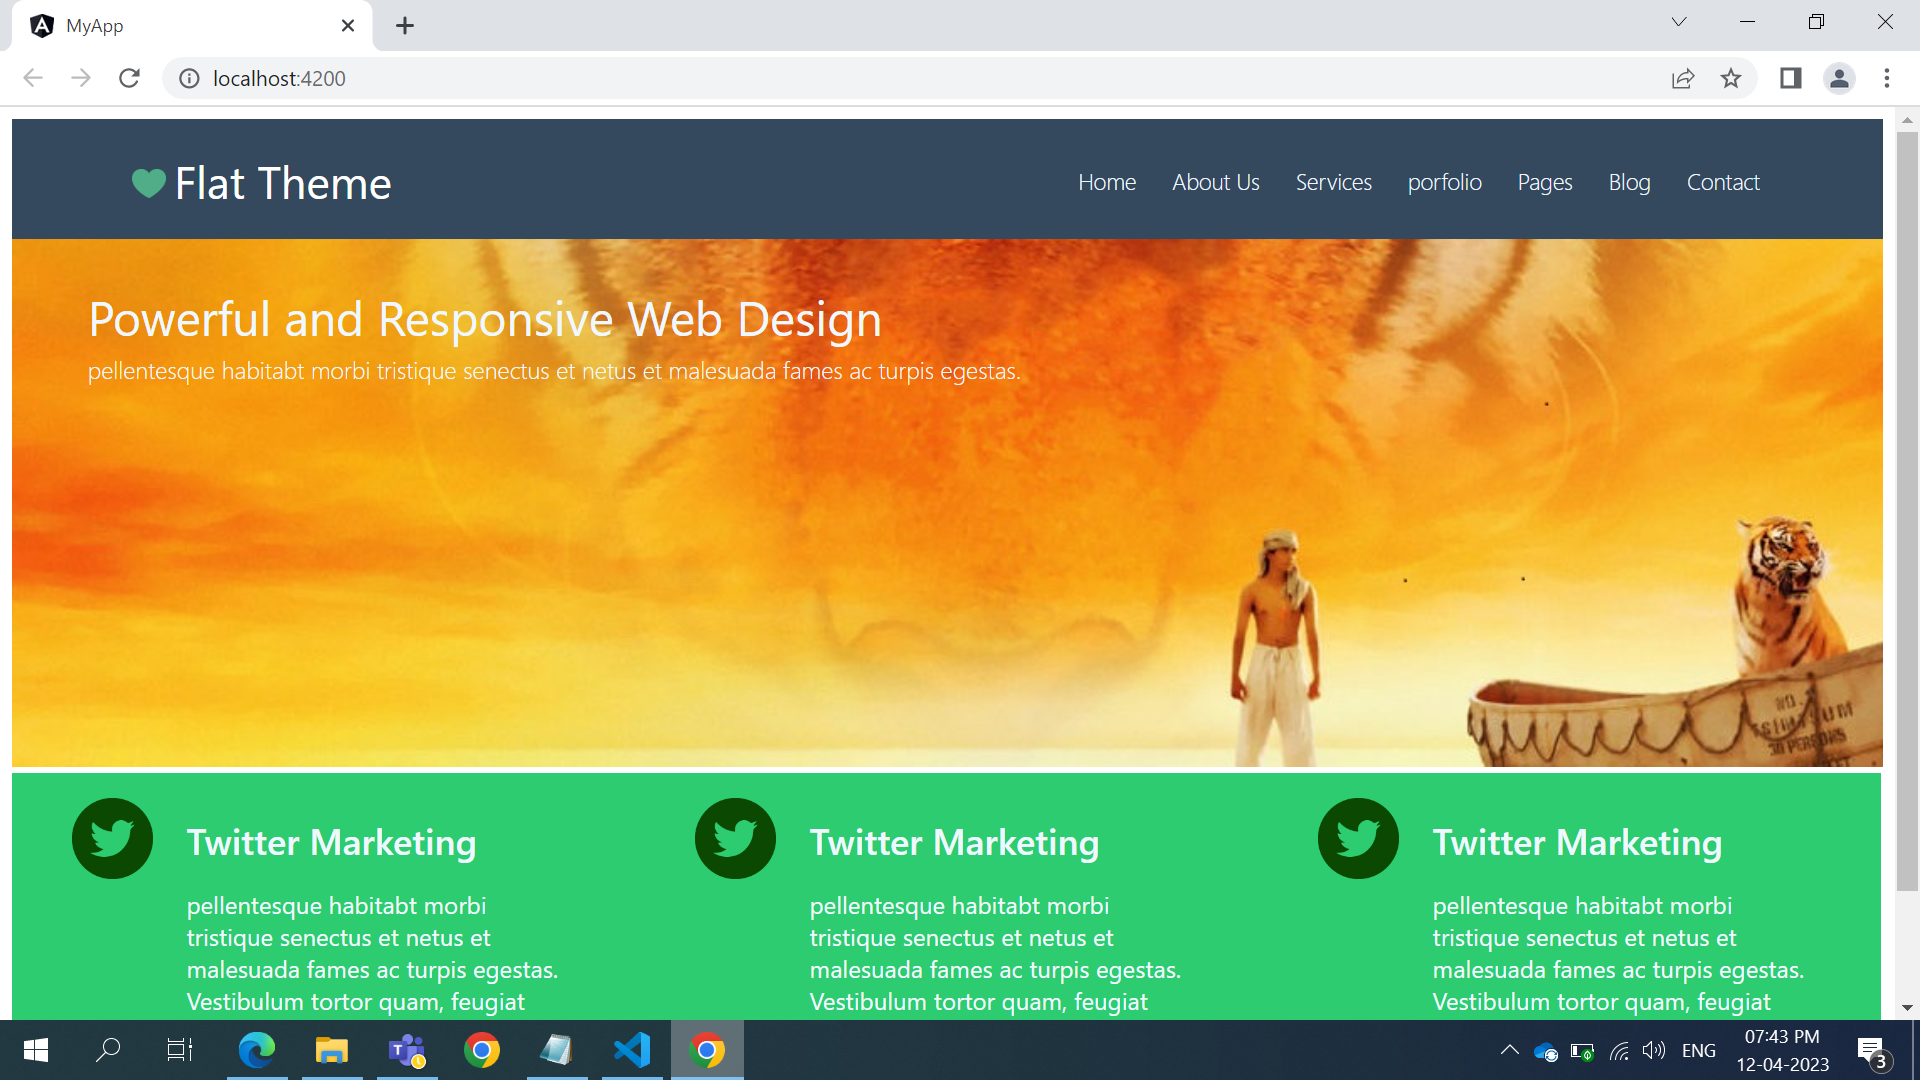 MyApp
localhost:4200
Flat Theme
Home About Us Services porfolio Pages Blog Contact
Powerful and Responsive Web Design
pellentesque habitabt morbi tristique senectus et netus et malesuada fames ac turpis egestas.
Twitter Marketing
pellentesque habitabt morbi
tristique senectus et netus et
malesuada fames ac turpis egestas.
Vestibulum tortor quam, feugiat
Twitter Marketing
pellentesque habitabt morbi
tristique senectus et netus et
malesuada fames ac turpis egestas.
Vestibulum tortor quam, feugiat
Twitter Marketing
pellentesque habitabt morbi
tristique senectus et netus et
malesuada fames ac turpis egestas.
Vestibulum tortor quam, feugiat
ENG
07:43 PM
12-04-2023
3